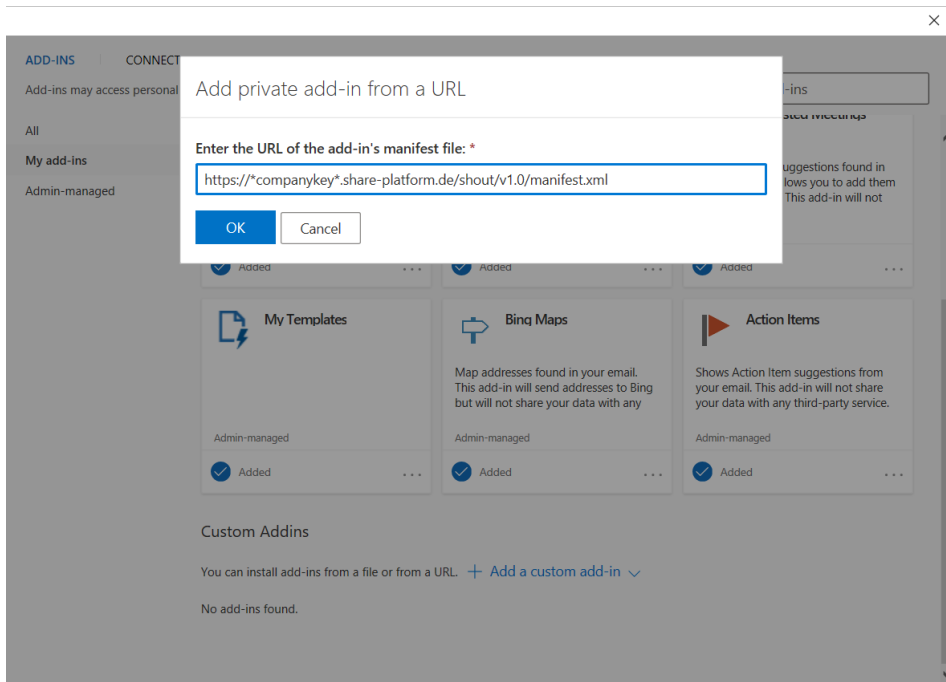 ADD-INS CONNECT
Add-ins may access personal
-ins
All
My add-ins
Admin-managed
Add private add-in from a URL
Enter the URL of the add-in's manifest file: *
https://*companykey*.share-platform.de/shout/v1.0/manifest.xml
OK Cancel
Meetings
uggestions found in
lows you to add them
This add-in will not
Added ... Added ... Added ...
My Templates
Bing Maps
Map addresses found in your email.
This add-in will send addresses to Bing
but will not share your data with any
Action Items
Shows Action Item suggestions from
your email. This add-in will not share
your data with any third-party service.
Admin-managed Admin-managed Admin-managed
Added ... Added ... Added ...
Custom Addins
You can install add-ins from a file or from a URL. + Add a custom add-in
No add-ins found.